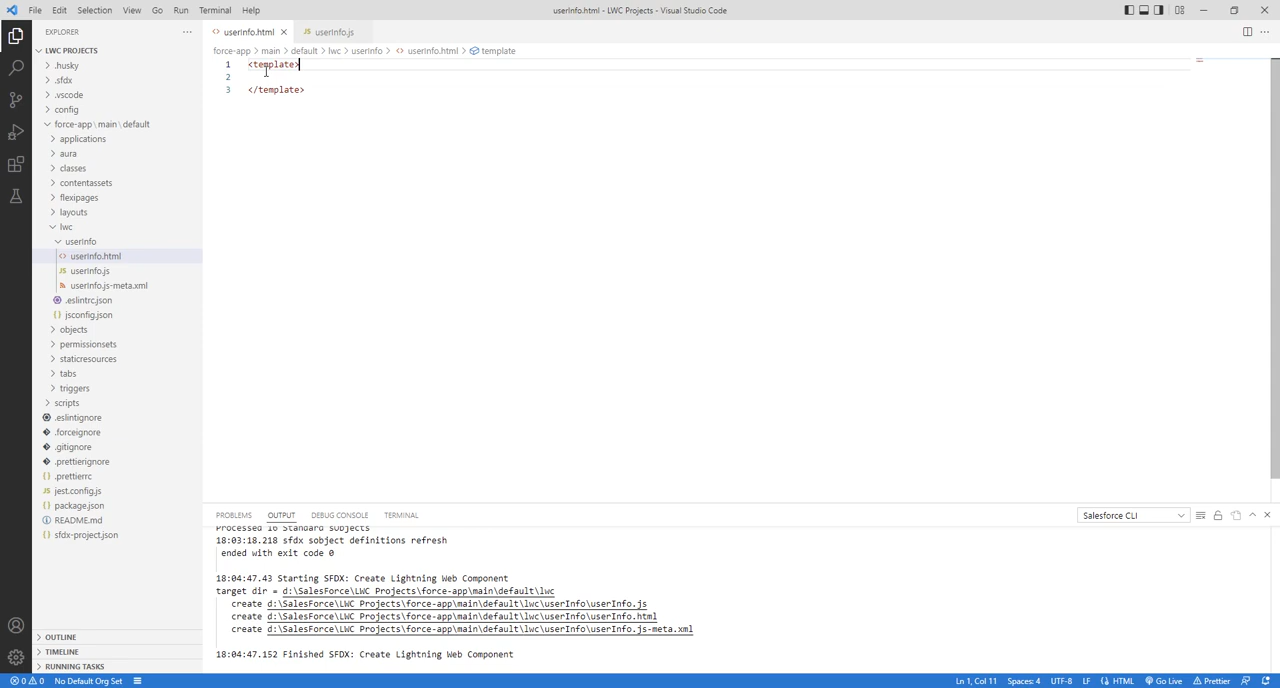 File Edit Selection View Go Run Terminal Help
userInfo.html - LWC Projects - Visual Studio Code
EXPLORER
LWC PROJECTS
.husky
.sfdx
.vscode
config
force-app \ main \ default
applications
aura
classes
contentassets
flexipages
layouts
lwc
userInfo
userInfo.html
userInfo.js
userInfo.js-meta.xml
.eslintrc.json
jsconfig.json
objects
permissionsets
staticresources
tabs
triggers
scripts
.eslintignore
.forceignore
.gitignore
.prettierignore
.prettierrc
jest.config.js
package.json
README.md
sfdx-project.json
OUTLINE
TIMELINE
RUNNING TASKS
userInfo.html
JS userInfo.js
force-app > main > default > lwc > userInfo > userInfo.html > template
1 <template>
2
3 </template>
PROBLEMS OUTPUT DEBUG CONSOLE TERMINAL
Salesforce CLI
Processed 16 Standard sObjects
18:03:18.218 sfdx sobject definitions refresh
ended with exit code 0
18:04:47.43 Starting SFDX: Create Lightning Web Component
target dir = d:\SalesForce\LWC Projects\force-app\main\default\lwc
create d:\SalesForce\LWC Projects\force-app\main\default\lwc\userInfo\userInfo.js
create d:\SalesForce\LWC Projects\force-app\main\default\lwc\userInfo\userInfo.html
create d:\SalesForce\LWC Projects\force-app\main\default\lwc\userInfo\userInfo.js-meta.xml
18:04:47.152 Finished SFDX: Create Lightning Web Component
0 0 No Default Org Set
Ln 1, Col 11 Spaces: 4 UTF-8 LF HTML Go Live Prettier